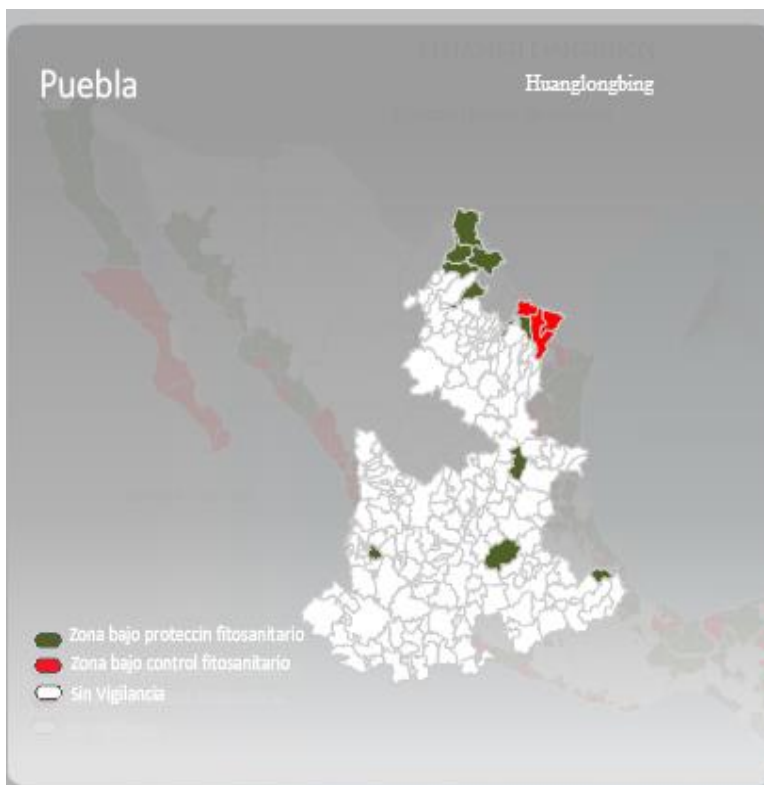 Puebla
Huanglongbing
Zona bajo proteccin fitosanitario
Zona bajo control fitosanitario
Sin Vigilancia